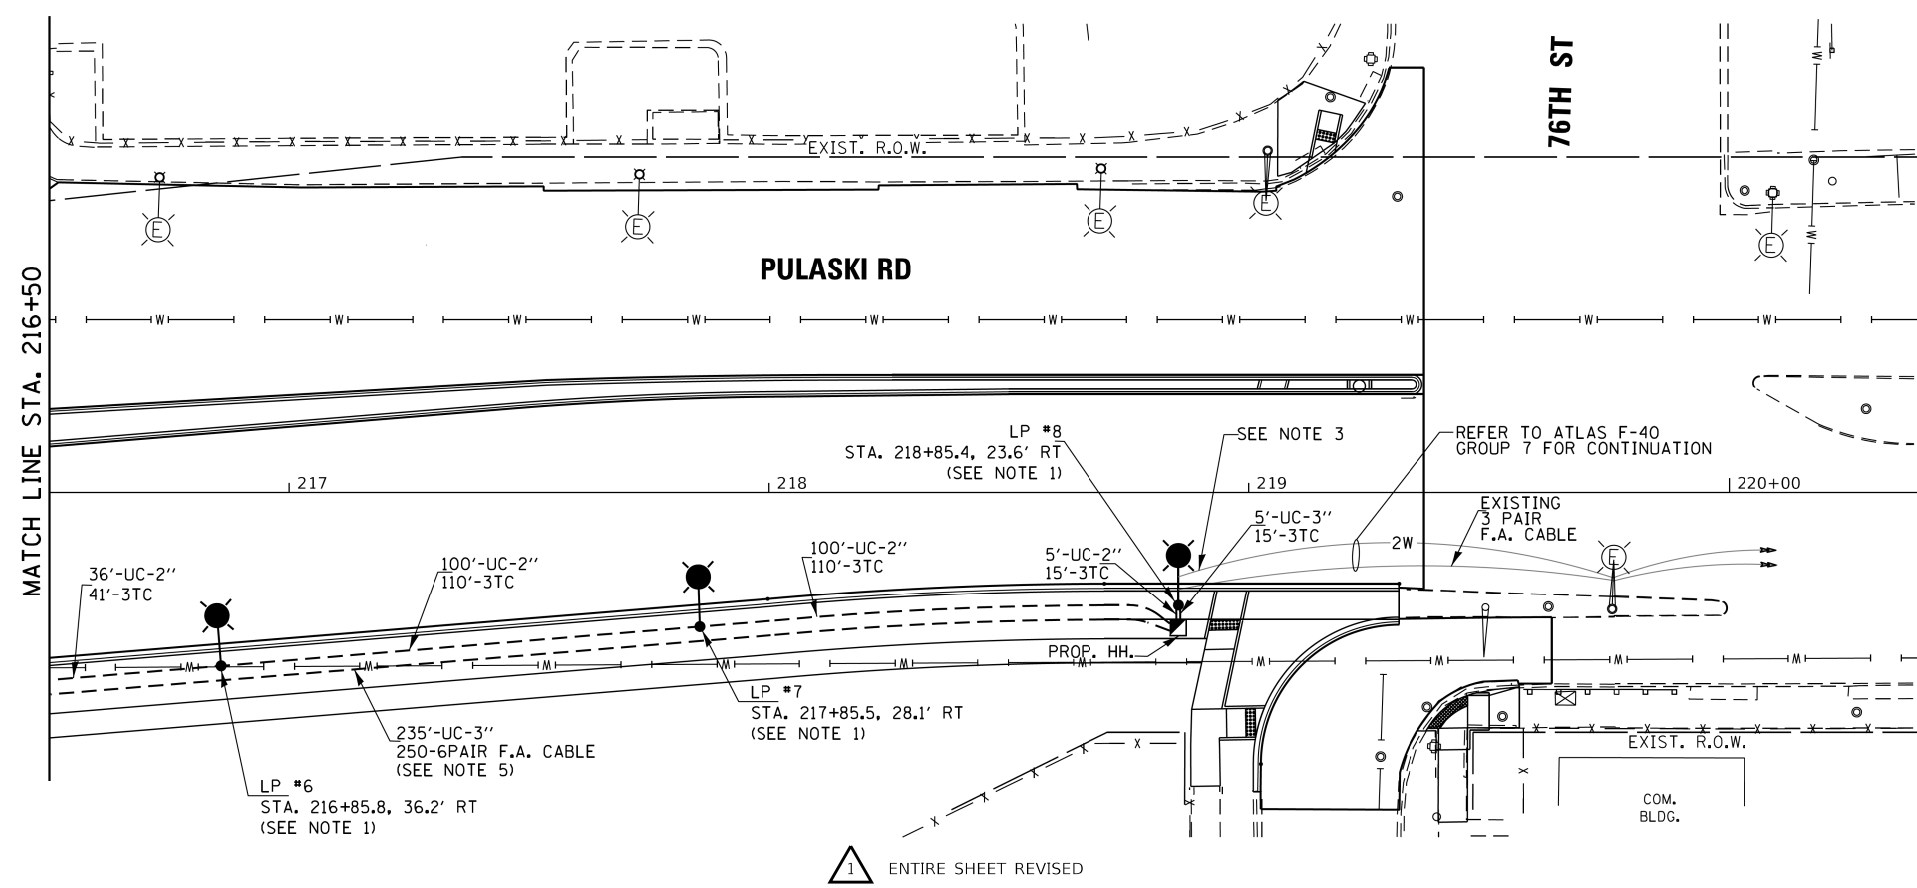 76TH ST
EXIST. R.O.W.
E
E
E
E
E
PULASKI RD
MATCH LINE STA. 216+50
W
W
W
W
W
W
W
W
W
W
W
W
LP #8
STA. 218+85.4, 23.6' RT
(SEE NOTE 1)
SEE NOTE 3
REFER TO ATLAS F-40
GROUP 7 FOR CONTINUATION
217
218
219
220+00
EXISTING
3 PAIR
F.A. CABLE
5'-UC-3"
15'-3TC
2W
E
100'-UC-2"
110'-3TC
5'-UC-2"
15'-3TC
100'-UC-2"
110'-3TC
36'-UC-2"
41'-3TC
PROP. HH.
M
M
M
M
M
M
M
M
M
M
LP #7
STA. 217+85.5, 28.1' RT
(SEE NOTE 1)
235'-UC-3"
250-6PAIR F.A. CABLE
(SEE NOTE 5)
LP #6
STA. 216+85.8, 36.2' RT
(SEE NOTE 1)
EXIST. R.O.W.
COM.
BLDG.
1 ENTIRE SHEET REVISED